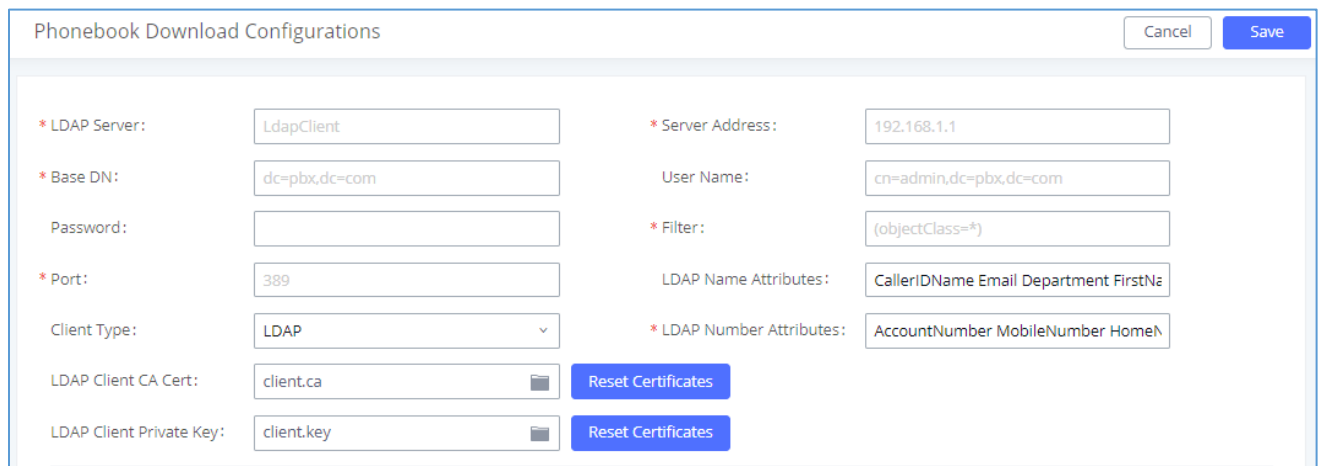 Phonebook Download Configurations
Cancel
Save
* LDAP Server: LdapClient
* Server Address: 192.168.1.1
* Base DN: dc=pbx,dc=com
User Name: cn=admin,dc=pbx,dc=com
Password:
* Filter: (objectClass=*)
* Port: 389
LDAP Name Attributes: CallerIDName Email Department FirstNa
Client Type: LDAP
* LDAP Number Attributes: AccountNumber MobileNumber HomeN
LDAP Client CA Cert: client.ca
Reset Certificates
LDAP Client Private Key: client.key
Reset Certificates